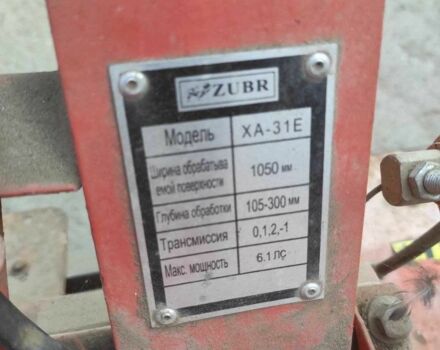 ZUBR
Модель XA-31E
Ширина обрабатыва
емой поверхности 1050 мм
Глубина обработки 105-300 мм
Трансмиссия 0,1,2,-1
Макс. мощность 6.1 ЛС